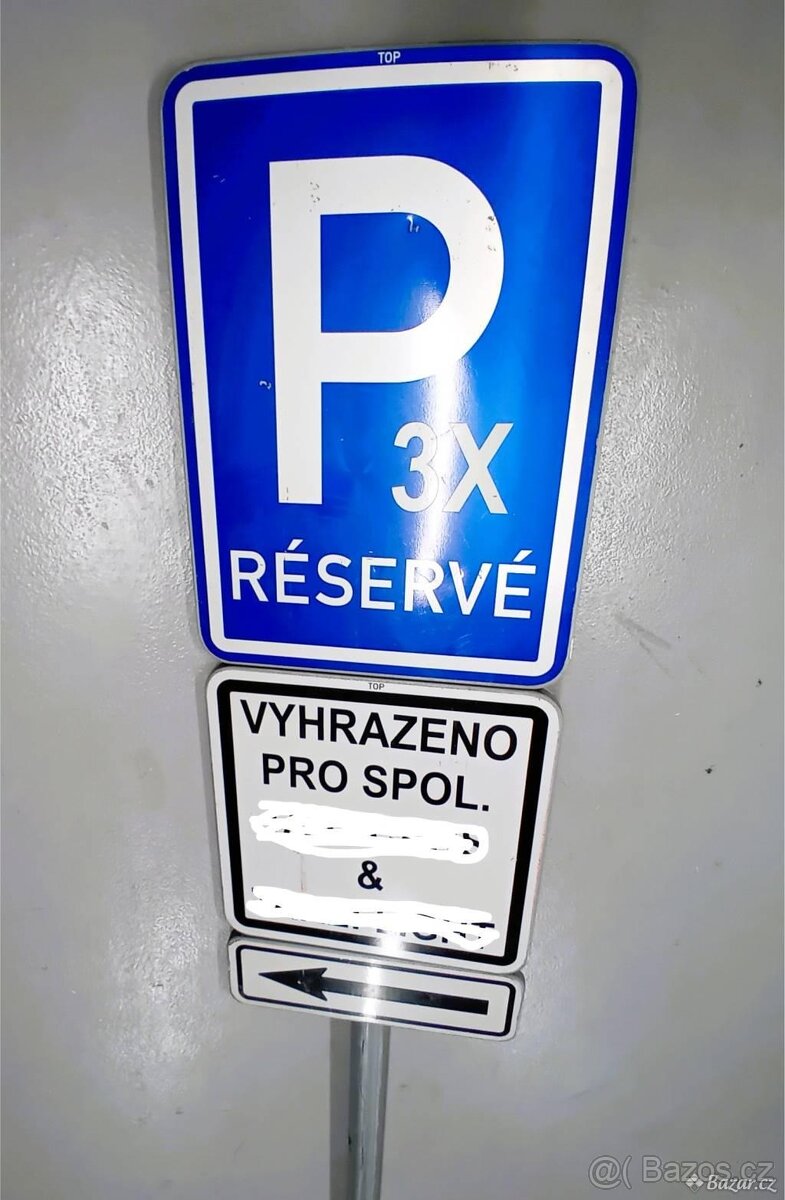 TOP
P
3X
RÉSERVÉ
TOP
VYHRAZENO
PRO SPOL.
&
@( Bazos.cz
Bazar.cz